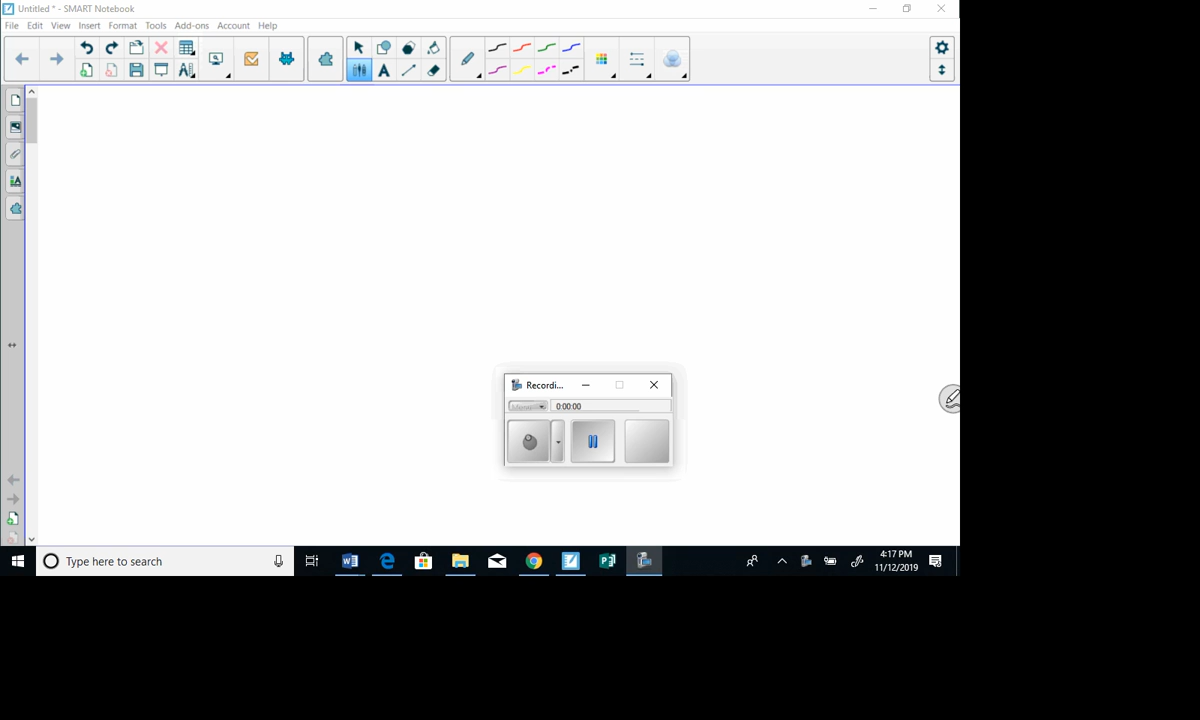 Untitled * - SMART Notebook
File Edit View Insert Format Tools Add-ons Account Help
Recordi...
0:00:00
Type here to search
4:17 PM
11/12/2019